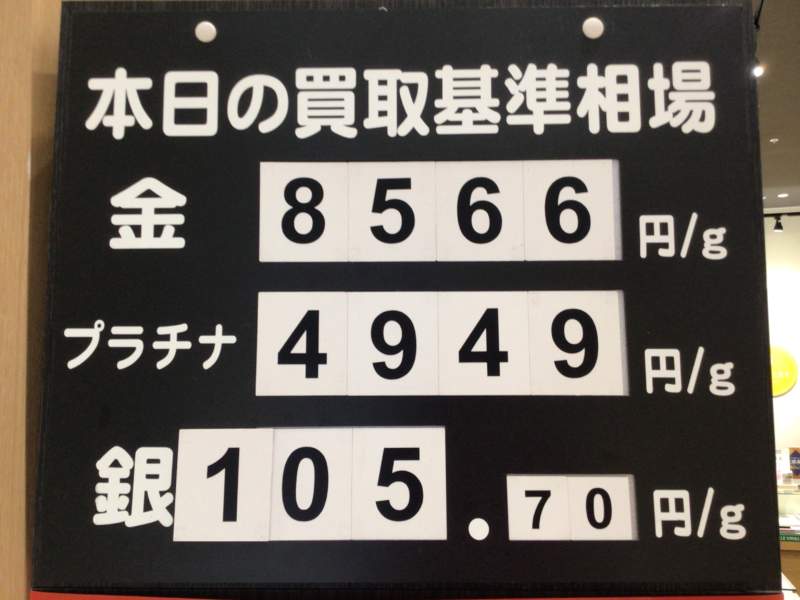 本日の買取基準相場
金 8566 円/g
プラチナ 4949 円/g
銀 105.70 円/g